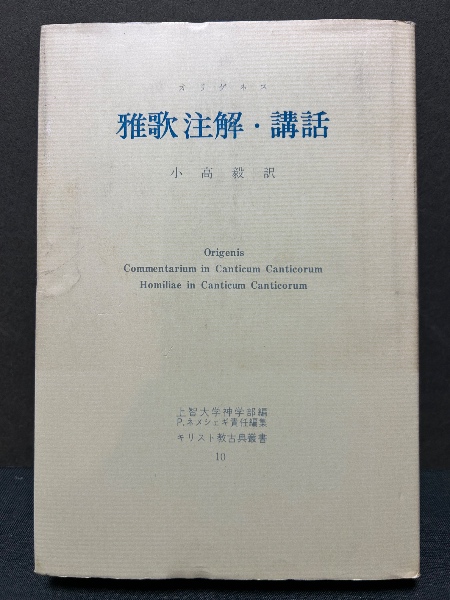 オリゲネス
雅歌注解・講話
小高毅訳
Origenis
Commentarium in Canticum Canticorum
Homiliae in Canticum Canticorum
上智大学神学部編
P.ネメシェギ責任編集
キリスト教古典叢書
10